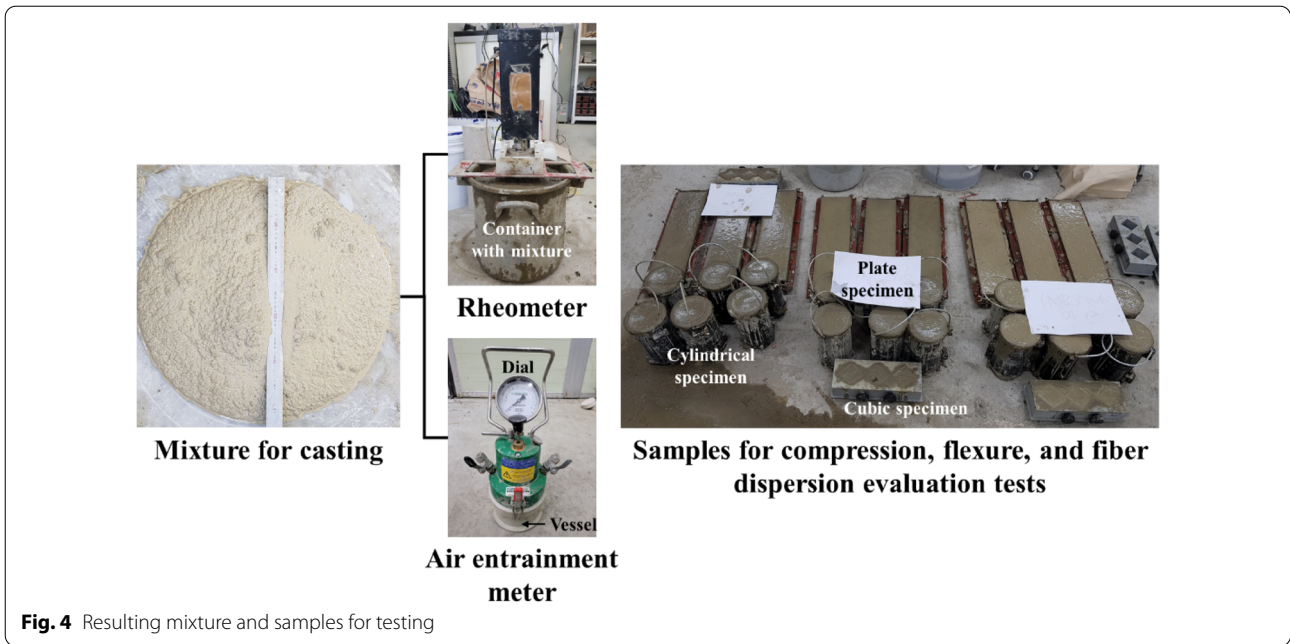 Container
with mixture
Rheometer
Mixture for casting
Dial
Vessel
Air entrainment
meter
Plate
specimen
Cylindrical
specimen
Cubic specimen
Samples for compression, flexure, and fiber
dispersion evaluation tests
Fig. 4 Resulting mixture and samples for testing